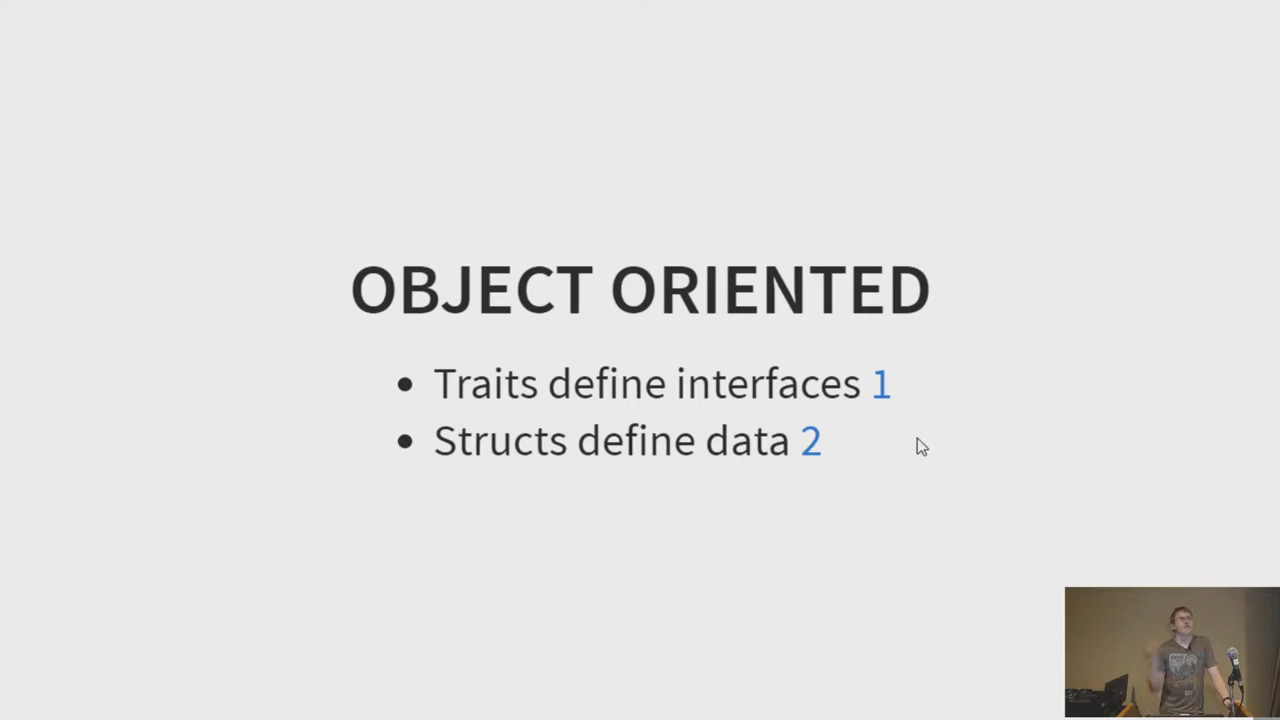 OBJECT ORIENTED
• Traits define interfaces 1
• Structs define data 2